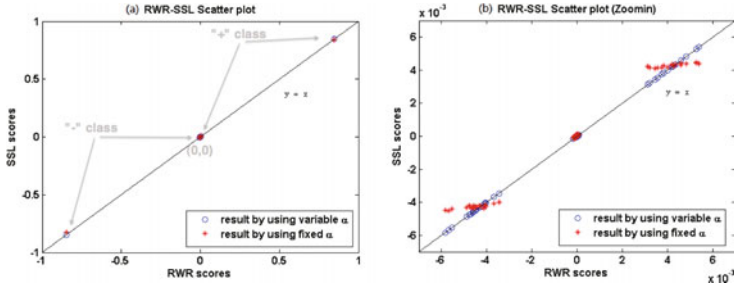 (a) RWR-SSL Scatter plot
1
0.5
0
-0.5
-1
SSL scores
"+" class
"-" class
(0,0)
y = x
result by using variable α
result by using fixed α
-1
-0.5
0
0.5
1
RWR scores
(b) RWR-SSL Scatter plot (Zoomin)
x 10⁻³
6
4
2
0
-2
-4
-6
SSL scores
y = x
result by using variable α
result by using fixed α
-6
-4
-2
0
2
4
6
RWR scores
x 10⁻³